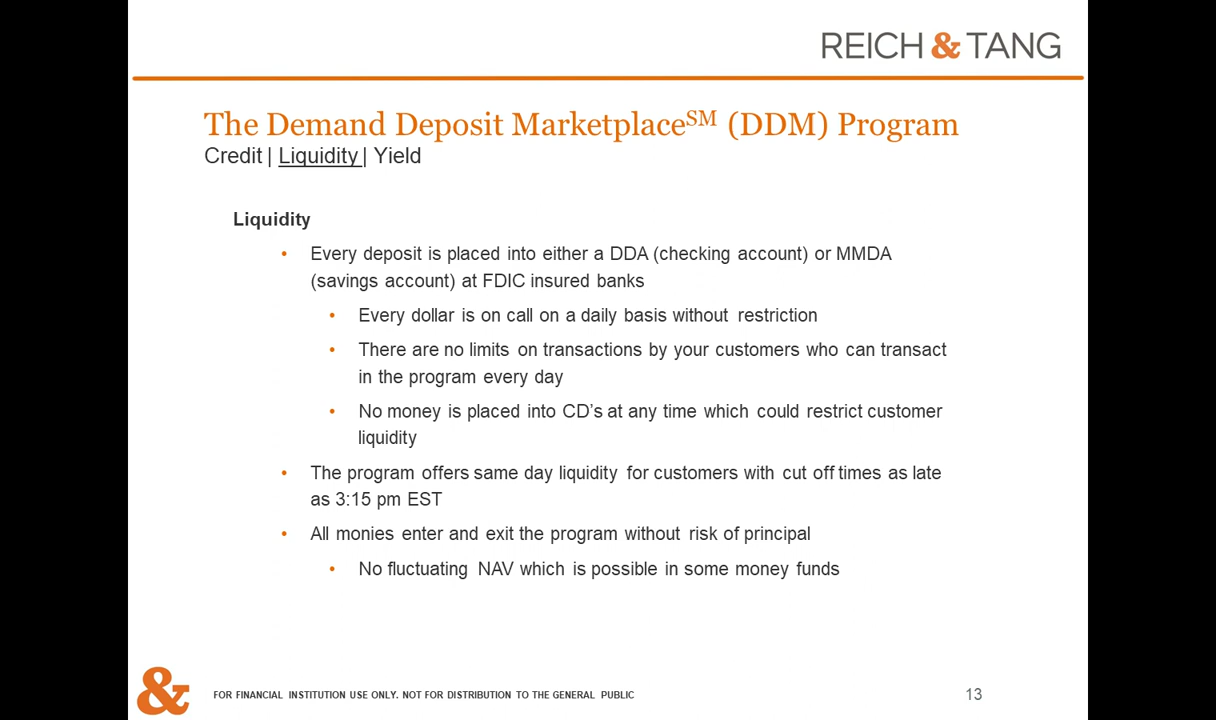 REICH & TANG
The Demand Deposit Marketplace℠ (DDM) Program
Credit | Liquidity | Yield
Liquidity
• Every deposit is placed into either a DDA (checking account) or MMDA
(savings account) at FDIC insured banks
• Every dollar is on call on a daily basis without restriction
• There are no limits on transactions by your customers who can transact
in the program every day
• No money is placed into CD’s at any time which could restrict customer
liquidity
• The program offers same day liquidity for customers with cut off times as late
as 3:15 pm EST
• All monies enter and exit the program without risk of principal
• No fluctuating NAV which is possible in some money funds
&
FOR FINANCIAL INSTITUTION USE ONLY. NOT FOR DISTRIBUTION TO THE GENERAL PUBLIC
13